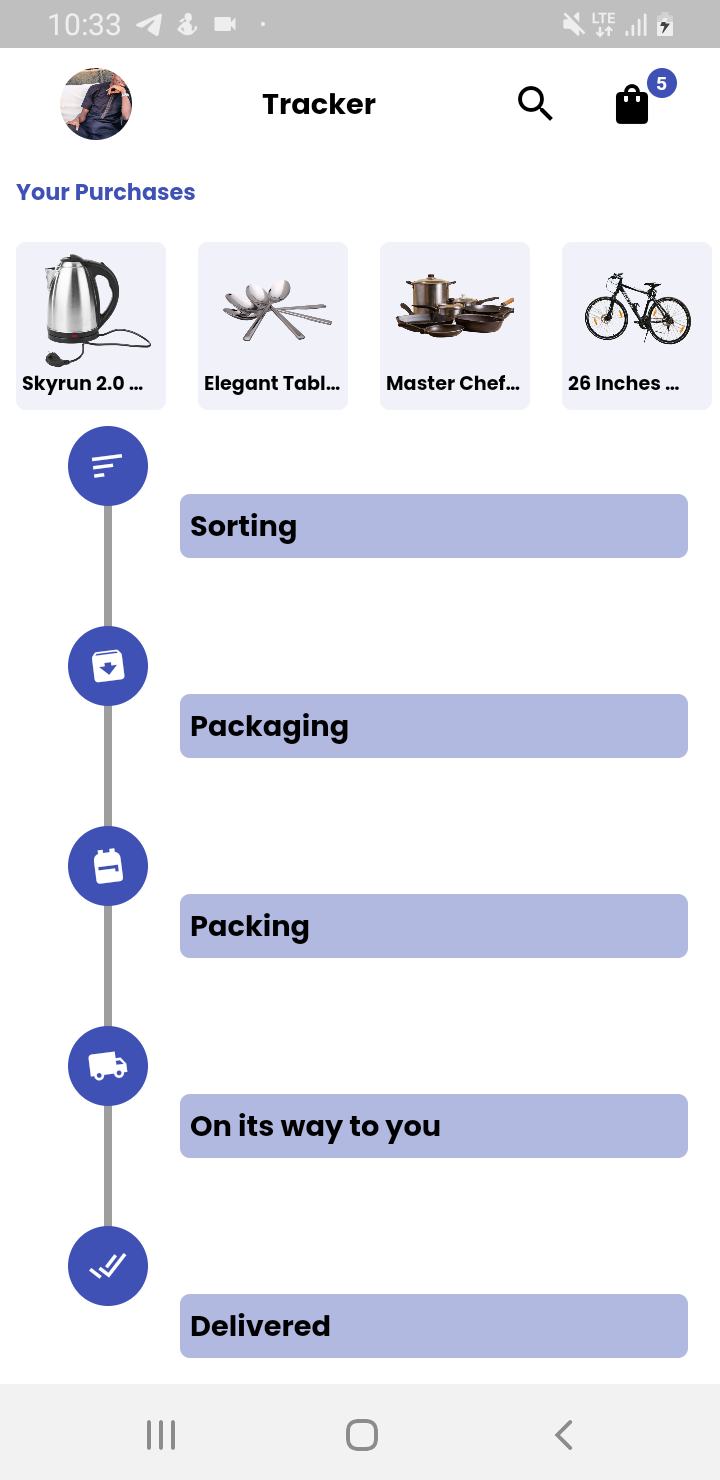 10:33
LTE
Tracker
5
Your Purchases
Skyrun 2.0 ...
Elegant Tabl...
Master Chef...
26 Inches ...
Sorting
Packaging
Packing
On its way to you
Delivered